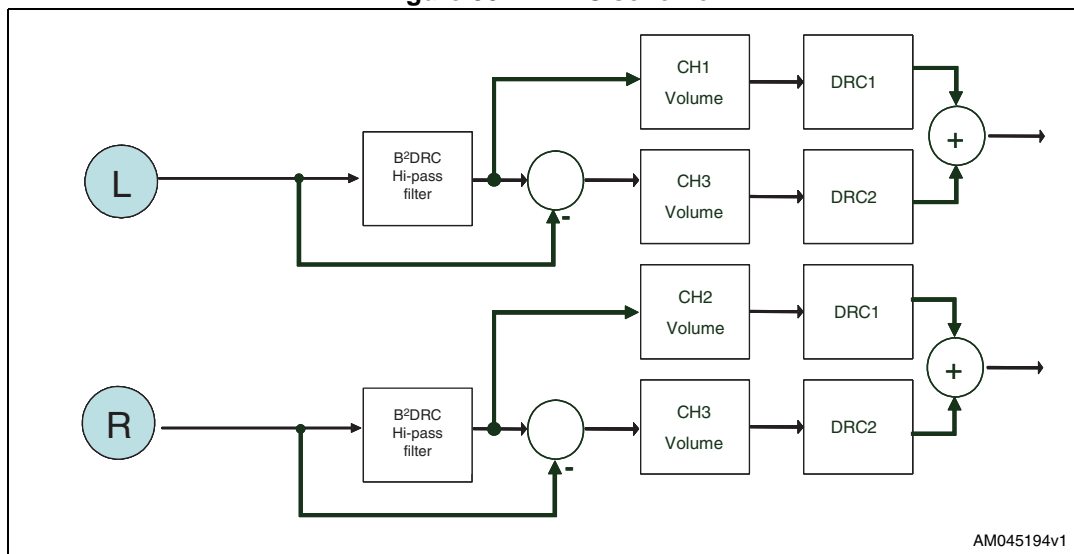 L
B²DRC
Hi-pass
filter
-
CH1
Volume
DRC1
CH3
Volume
DRC2
+
R
B²DRC
Hi-pass
filter
-
CH2
Volume
DRC1
CH3
Volume
DRC2
+
AM045194v1